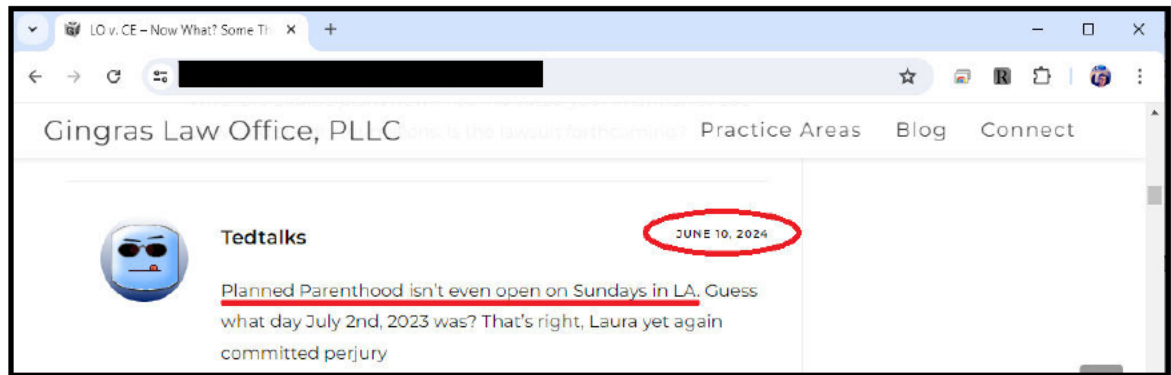 LO v. CE – Now What? Some Th
Gingras Law Office, PLLC Practice Areas Blog Connect
Tedtalks
JUNE 10, 2024
Planned Parenthood isn't even open on Sundays in LA. Guess
what day July 2nd, 2023 was? That's right, Laura yet again
committed perjury